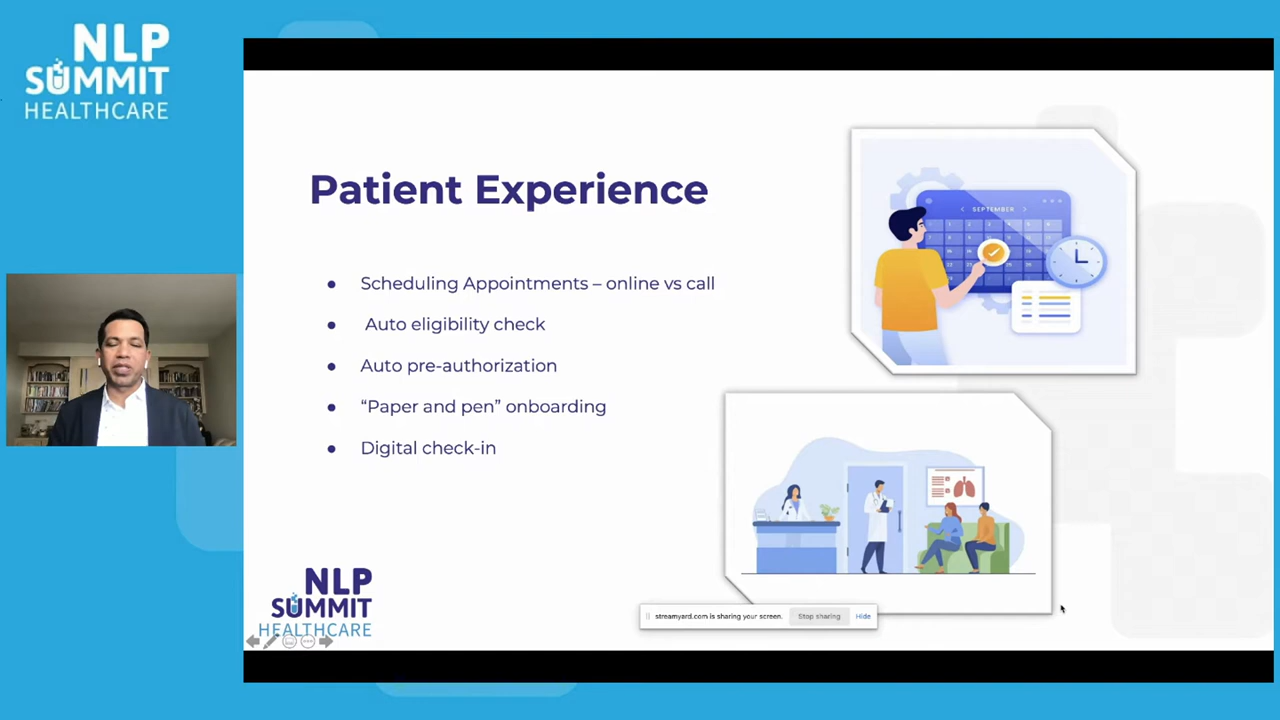 NLP
SUMMIT
HEALTHCARE
Patient Experience
● Scheduling Appointments – online vs call
● Auto eligibility check
● Auto pre-authorization
● “Paper and pen” onboarding
● Digital check-in
SEPTEMBER
NLP
SUMMIT
HEALTHCARE
streamyard.com is sharing your screen. Stop sharing Hide